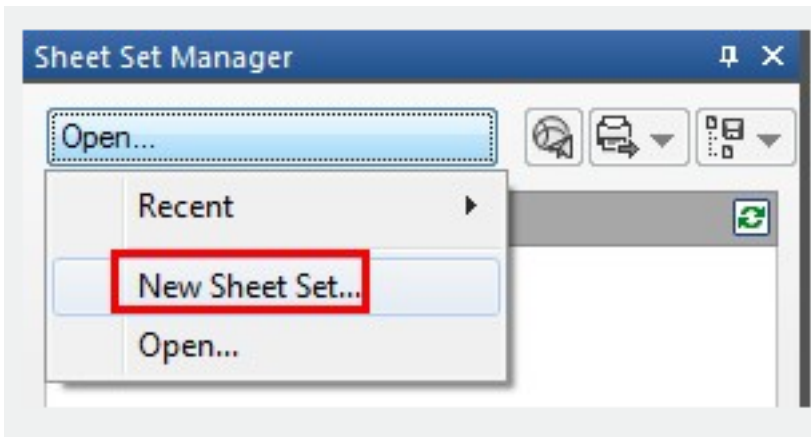 Sheet Set Manager
Open...
Recent
New Sheet Set...
Open...